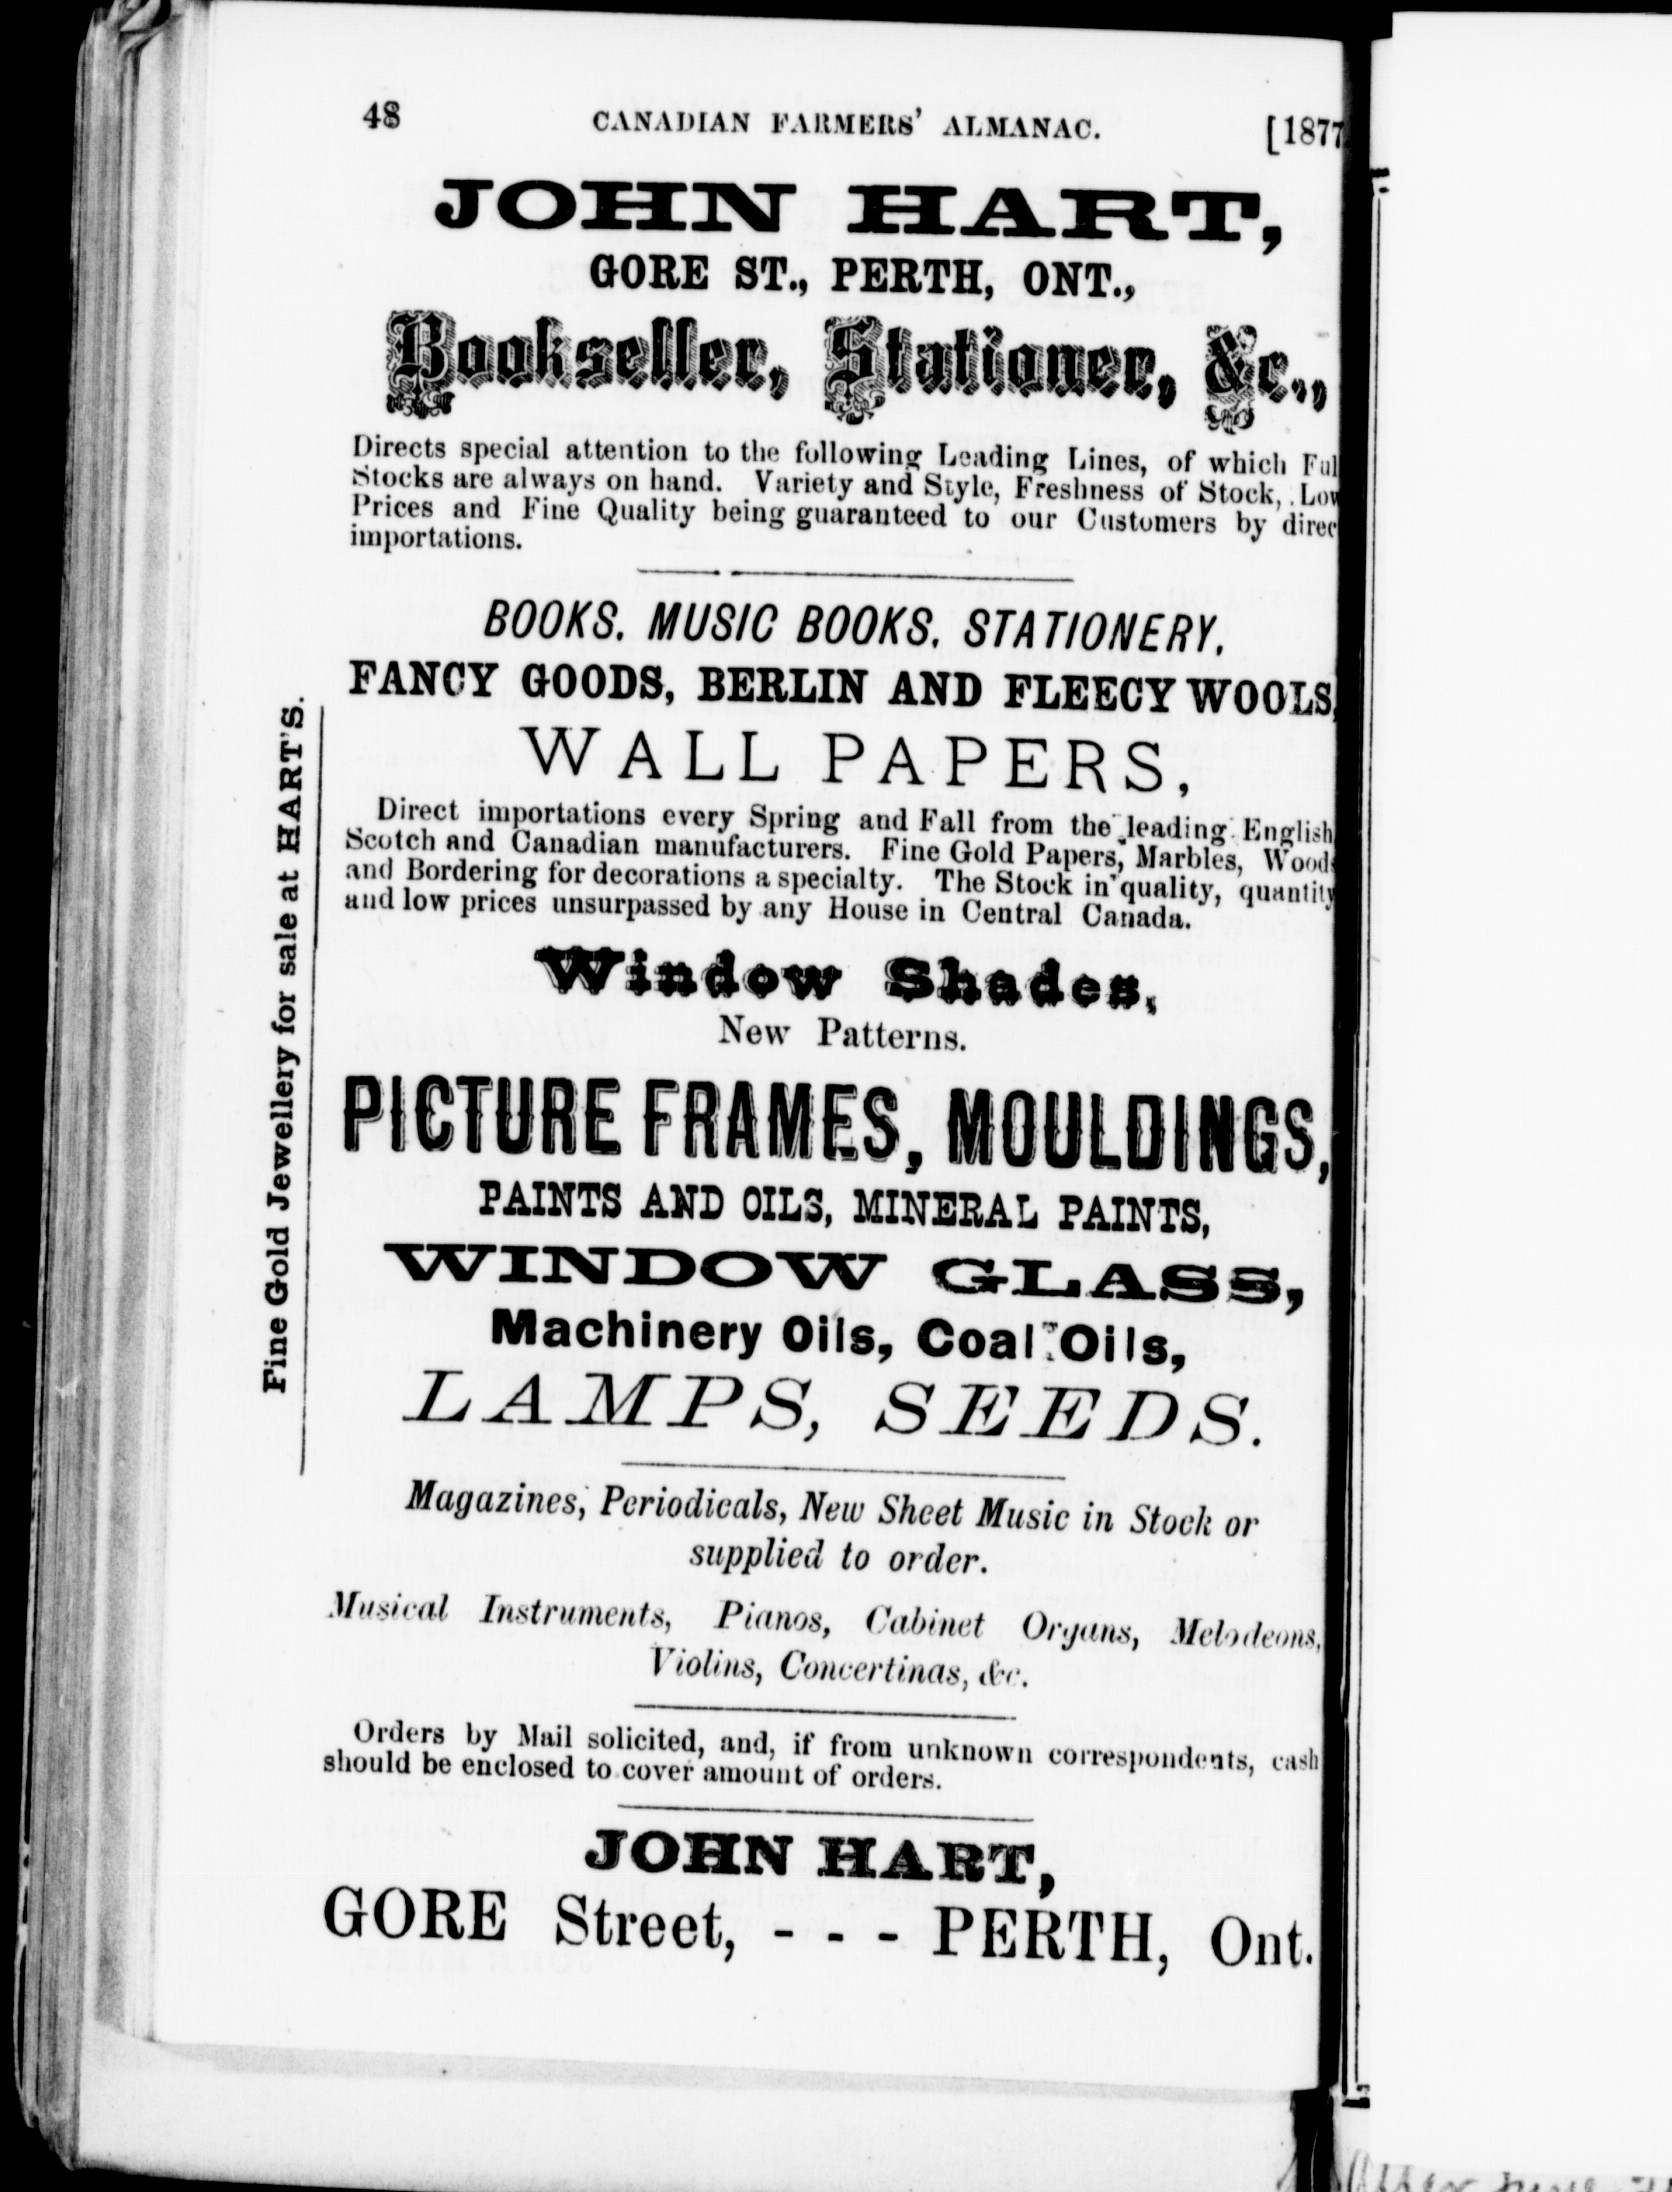 48 CANADIAN FARMERS' ALMANAC. [1877
JOHN HART,
GORE ST., PERTH, ONT.,
Bookseller, Stationer, &c.,
Directs special attention to the following Leading Lines, of which Ful
Stocks are always on hand. Variety and Style, Freshness of Stock, Low
Prices and Fine Quality being guaranteed to our Customers by direc
importations.
BOOKS. MUSIC BOOKS. STATIONERY.
FANCY GOODS, BERLIN AND FLEECY WOOLS,
WALL PAPERS,
Direct importations every Spring and Fall from the leading English
Scotch and Canadian manufacturers. Fine Gold Papers, Marbles, Woods
and Bordering for decorations a specialty. The Stock in quality, quantity
and low prices unsurpassed by any House in Central Canada.
Window Shades,
New Patterns.
PICTURE FRAMES, MOULDINGS,
PAINTS AND OILS, MINERAL PAINTS,
WINDOW GLASS,
Machinery Oils, Coal Oils,
LAMPS, SEEDS.
Magazines, Periodicals, New Sheet Music in Stock or
supplied to order.
Musical Instruments, Pianos, Cabinet Organs, Melodeons,
Violins, Concertinas, &c.
Orders by Mail solicited, and, if from unknown correspondents, cash
should be enclosed to cover amount of orders.
JOHN HART,
GORE Street, - - - PERTH, Ont.
Fine Gold Jewellery for sale at HART'S.